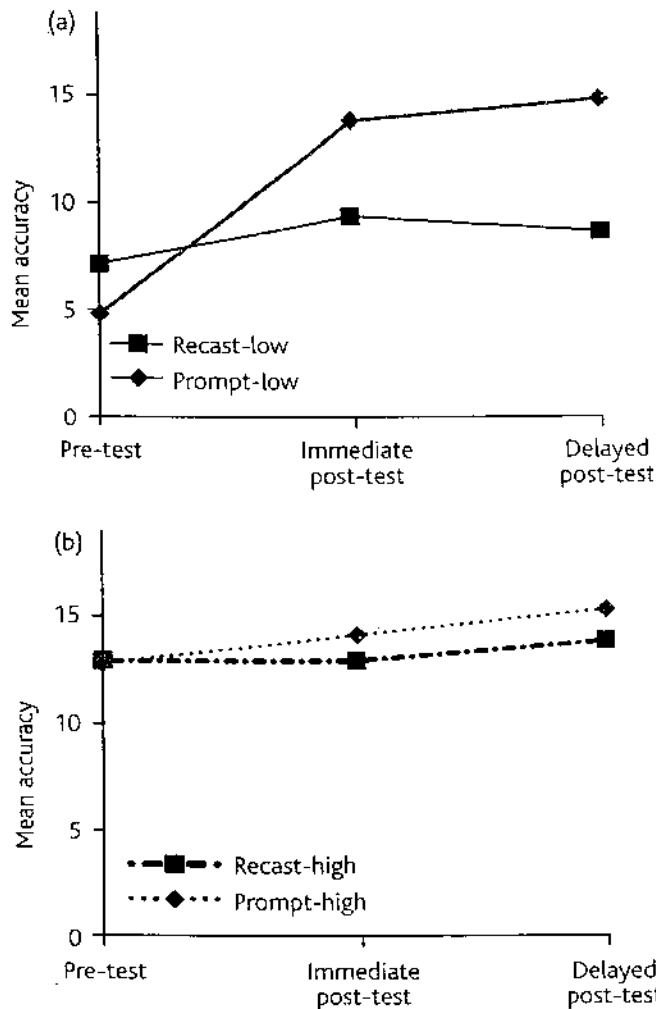 (a)
15
10
5
0
Mean accuracy
Recast-low
Prompt-low
Pre-test
Immediate
post-test
Delayed
post-test
(b)
15
10
5
0
Mean accuracy
Recast-high
Prompt-high
Pre-test
Immediate
post-test
Delayed
post-test